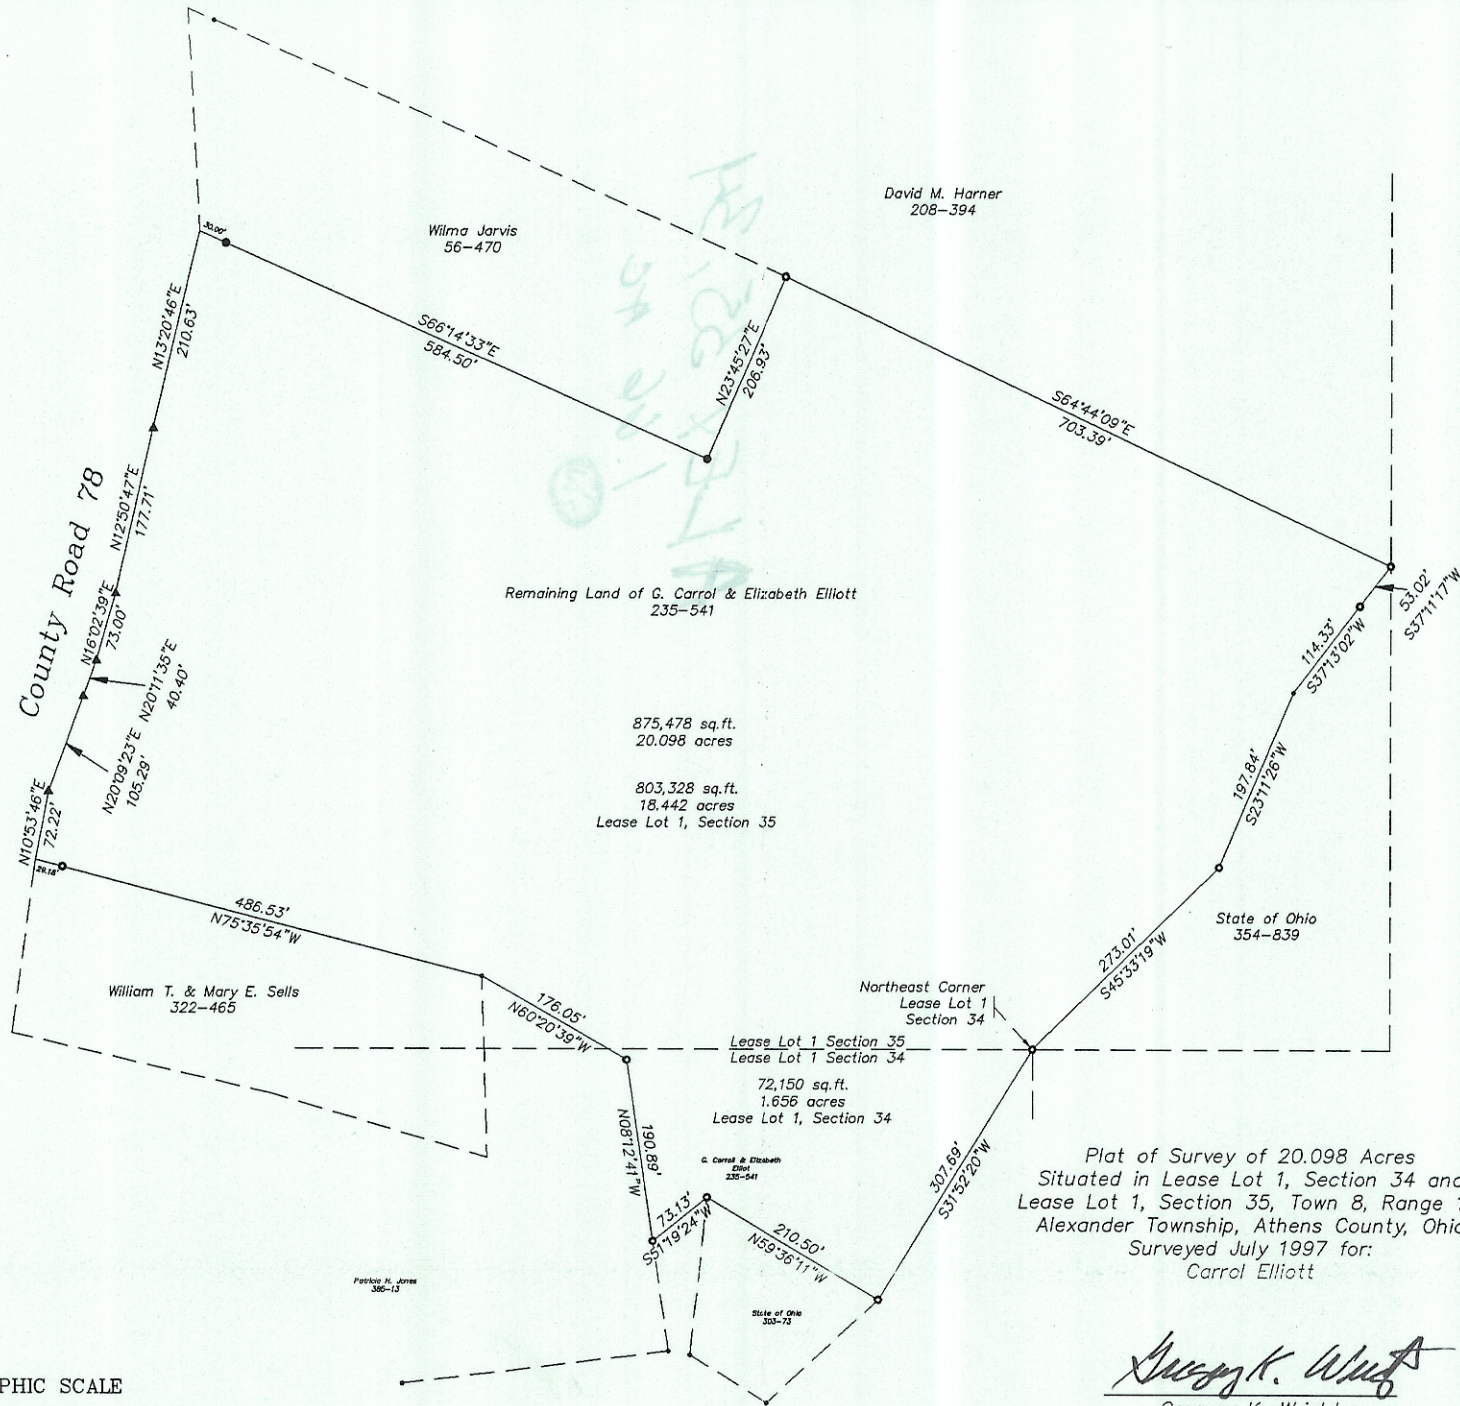 David M. Harner
208-394
Wilma Jarvis
56-470
30.00'
S66°14'33"E
584.50'
N13°20'46"E
210.63'
N23°45'27"E
206.93'
S64°44'09"E
703.39'
County Road 78
N12°50'47"E
177.71'
N16°02'39"E
73.00'
N20°11'35"E
40.40'
N20°09'23"E
105.29'
N10°53'46"E
72.22'
29.18'
Remaining Land of G. Carrol & Elizabeth Elliott
235-541
53.02'
S37°11'17"W
114.33'
S37°13'02"W
197.84'
S23°11'26"W
875,478 sq.ft.
20.098 acres
803,328 sq.ft.
18.442 acres
Lease Lot 1, Section 35
486.53'
N75°35'54"W
State of Ohio
354-839
273.01'
S45°33'19"W
William T. & Mary E. Sells
322-465
176.05'
N60°20'39"W
Northeast Corner
Lease Lot 1
Section 34
Lease Lot 1 Section 35
Lease Lot 1 Section 34
72,150 sq.ft.
1.656 acres
Lease Lot 1, Section 34
190.89'
N08°12'41"W
G. Carroll & Elizabeth
Elliot
235-541
73.13'
S51°19'24"W
210.50'
N59°36'11"W
307.69'
S31°52'20"W
Patricia H. Jones
385-13
State of Ohio
303-73
Plat of Survey of 20.098 Acres
Situated in Lease Lot 1, Section 34 and
Lease Lot 1, Section 35, Town 8, Range
Alexander Township, Athens County, Ohio
Surveyed July 1997 for:
Carrol Elliott
PHIC SCALE